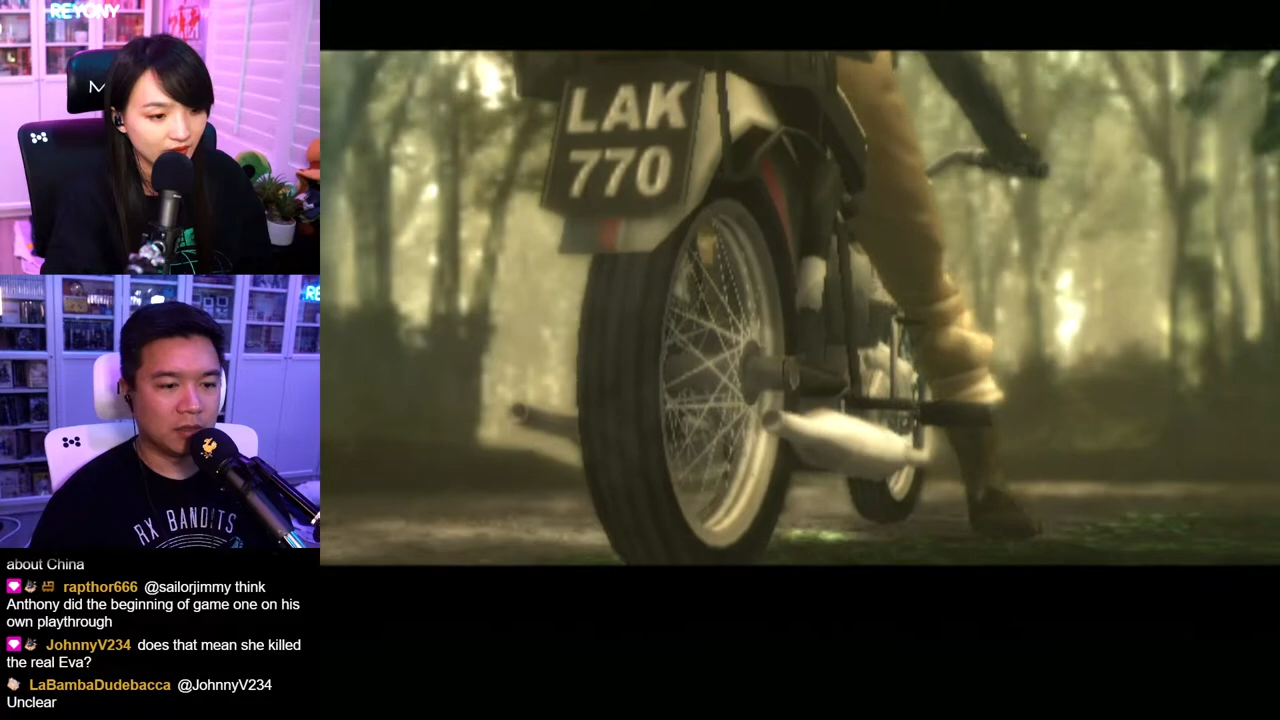 REYONY
LAK
770
RE
RX BANDITS
about China
rapthor666 @sailorjimmy think
Anthony did the beginning of game one on his
own playthrough
JohnnyV234 does that mean she killed
the real Eva?
LaBambaDudebacca @JohnnyV234
Unclear